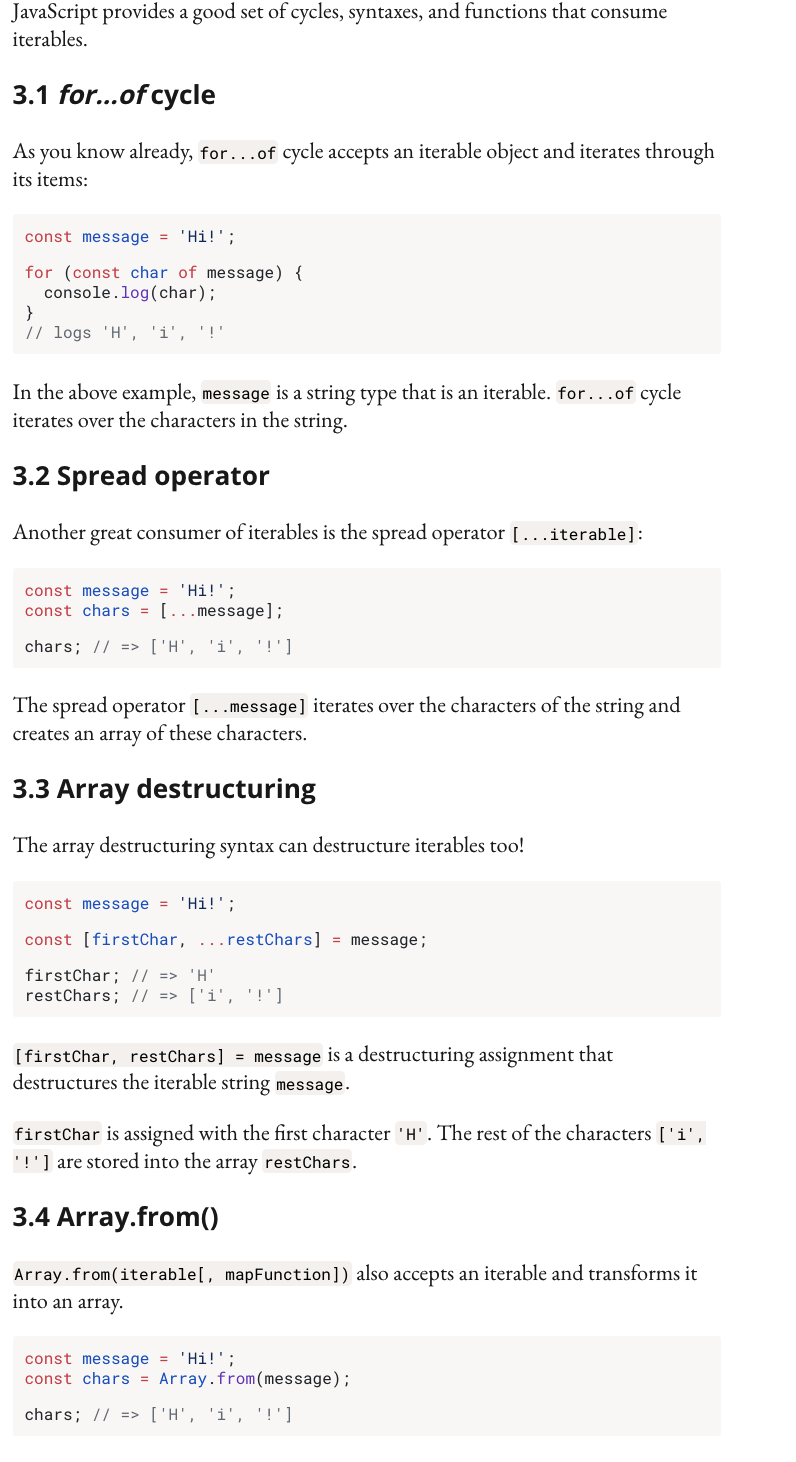 JavaScript provides a good set of cycles, syntaxes, and functions that consume
iterables.
3.1 for...of cycle
As you know already, for...of cycle accepts an iterable object and iterates through
its items:
const message = 'Hi!';
for (const char of message) {
  console.log(char);
}
// logs 'H', 'i', '!'
In the above example, message is a string type that is an iterable. for...of cycle
iterates over the characters in the string.
3.2 Spread operator
Another great consumer of iterables is the spread operator [...iterable]:
const message = 'Hi!';
const chars = [...message];
chars; // => ['H', 'i', '!']
The spread operator [...message] iterates over the characters of the string and
creates an array of these characters.
3.3 Array destructuring
The array destructuring syntax can destructure iterables too!
const message = 'Hi!';
const [firstChar, ...restChars] = message;
firstChar; // => 'H'
restChars; // => ['i', '!']
[firstChar, restChars] = message is a destructuring assignment that
destructures the iterable string message.
firstChar is assigned with the first character 'H'. The rest of the characters ['i',
'!'] are stored into the array restChars.
3.4 Array.from()
Array.from(iterable[, mapFunction]) also accepts an iterable and transforms it
into an array.
const message = 'Hi!';
const chars = Array.from(message);
chars; // => ['H', 'i', '!']